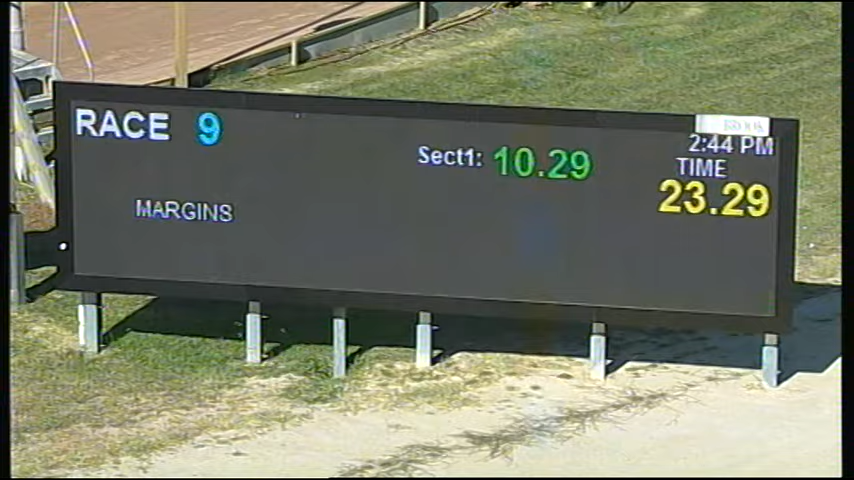 RACE 9
2:44 PM
Sect1: 10.29
TIME
23.29
MARGINS